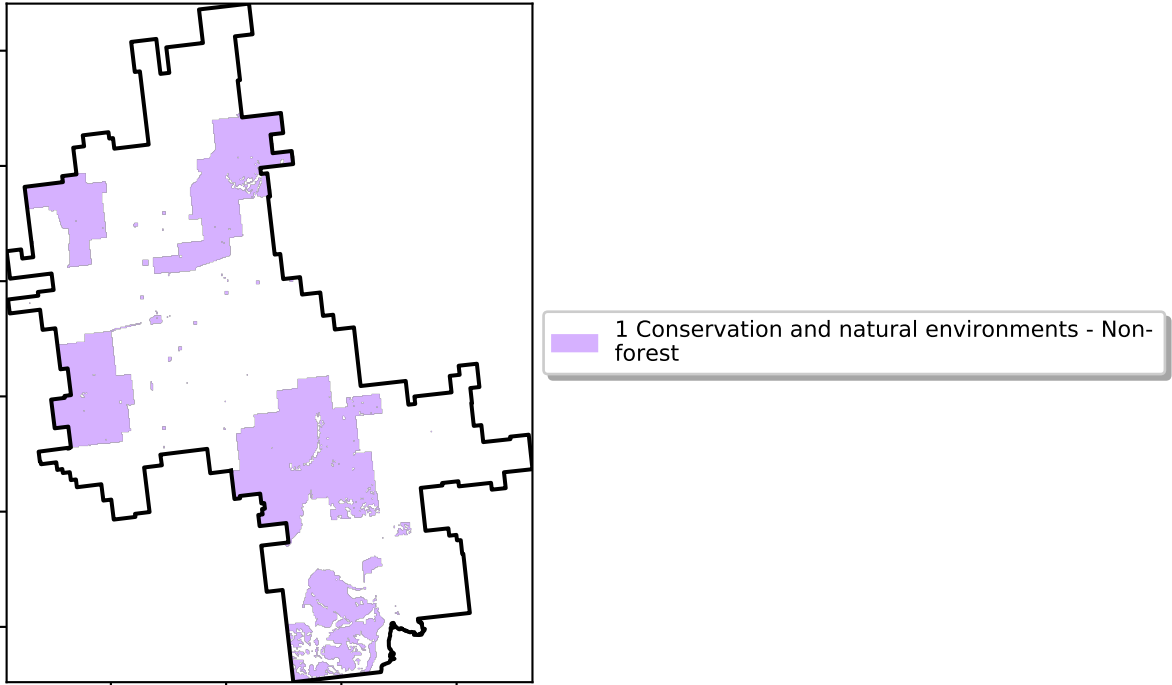 1 Conservation and natural environments - Non-
forest